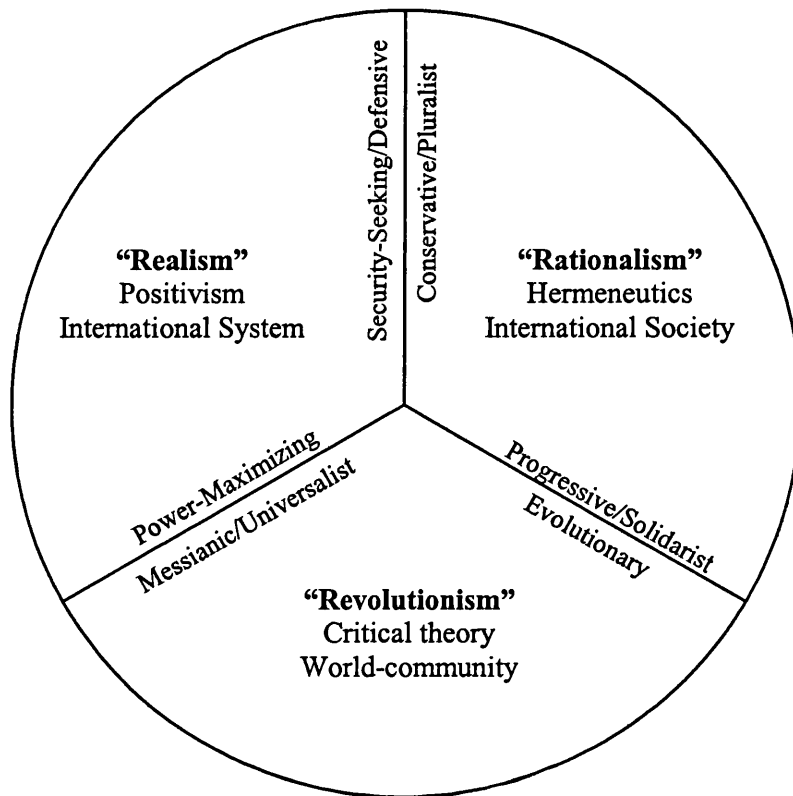 Security-Seeking/Defensive
Conservative/Pluralist
“Realism”
Positivism
International System
“Rationalism”
Hermeneutics
International Society
Power-Maximizing
Messianic/Universalist
Progressive/Solidarist
Evolutionary
“Revolutionism”
Critical theory
World-community